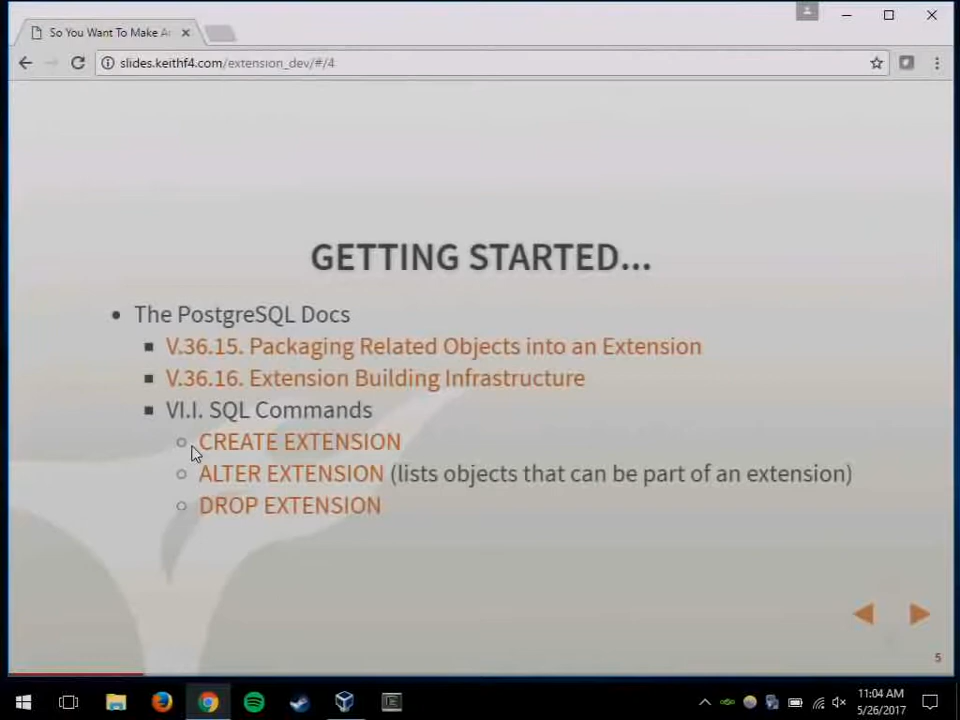 So You Want To Make A
slides.keithf4.com/extension_dev/#/4
GETTING STARTED...
The PostgreSQL Docs
V.36.15. Packaging Related Objects into an Extension
V.36.16. Extension Building Infrastructure
VI.I. SQL Commands
CREATE EXTENSION
ALTER EXTENSION (lists objects that can be part of an extension)
DROP EXTENSION
5
11:04 AM
5/26/2017